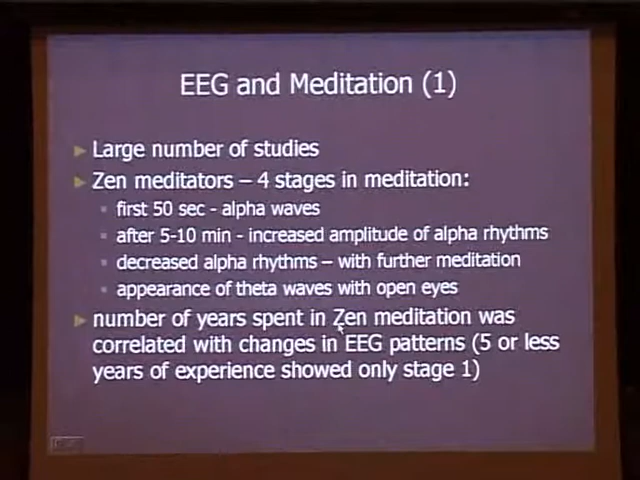 EEG and Meditation (1)
Large number of studies
Zen meditators – 4 stages in meditation:
first 50 sec - alpha waves
after 5-10 min - increased amplitude of alpha rhythms
decreased alpha rhythms – with further meditation
appearance of theta waves with open eyes
number of years spent in Zen meditation was
correlated with changes in EEG patterns (5 or less
years of experience showed only stage 1)